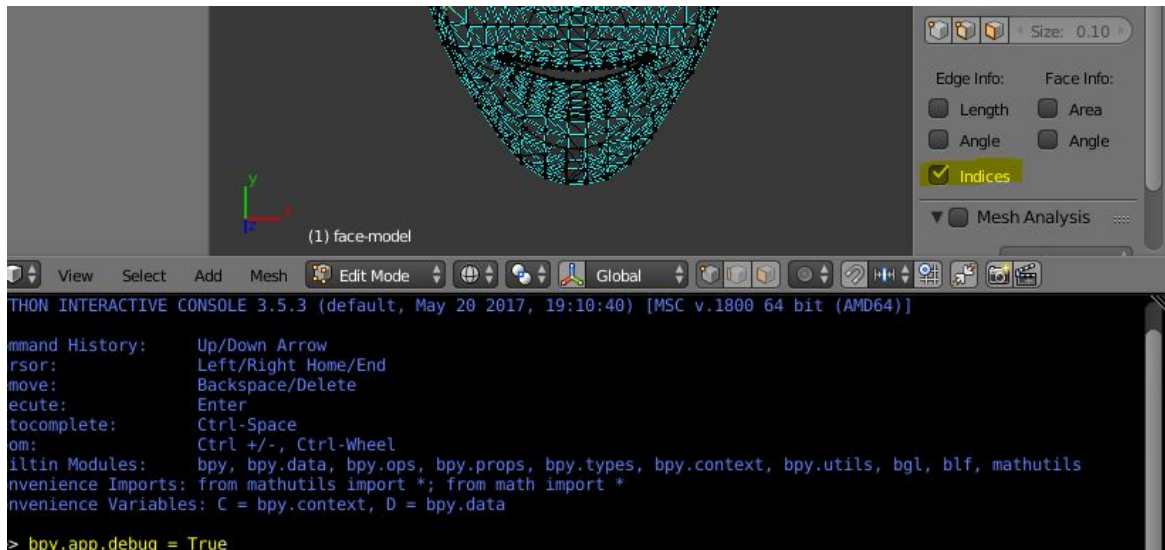 Size: 0.10
Edge Info: Face Info:
Length Area
Angle Angle
Indices
Mesh Analysis
y
x
z
(1) face-model
View Select Add Mesh Edit Mode Global
THON INTERACTIVE CONSOLE 3.5.3 (default, May 20 2017, 19:10:40) [MSC v.1800 64 bit (AMD64)]
mmand History: Up/Down Arrow
rsor: Left/Right Home/End
move: Backspace/Delete
ecute: Enter
tocomplete: Ctrl-Space
om: Ctrl +/-, Ctrl-Wheel
iltin Modules: bpy, bpy.data, bpy.ops, bpy.props, bpy.types, bpy.context, bpy.utils, bgl, blf, mathutils
nvenience Imports: from mathutils import *; from math import *
nvenience Variables: C = bpy.context, D = bpy.data
> bpy.app.debug = True